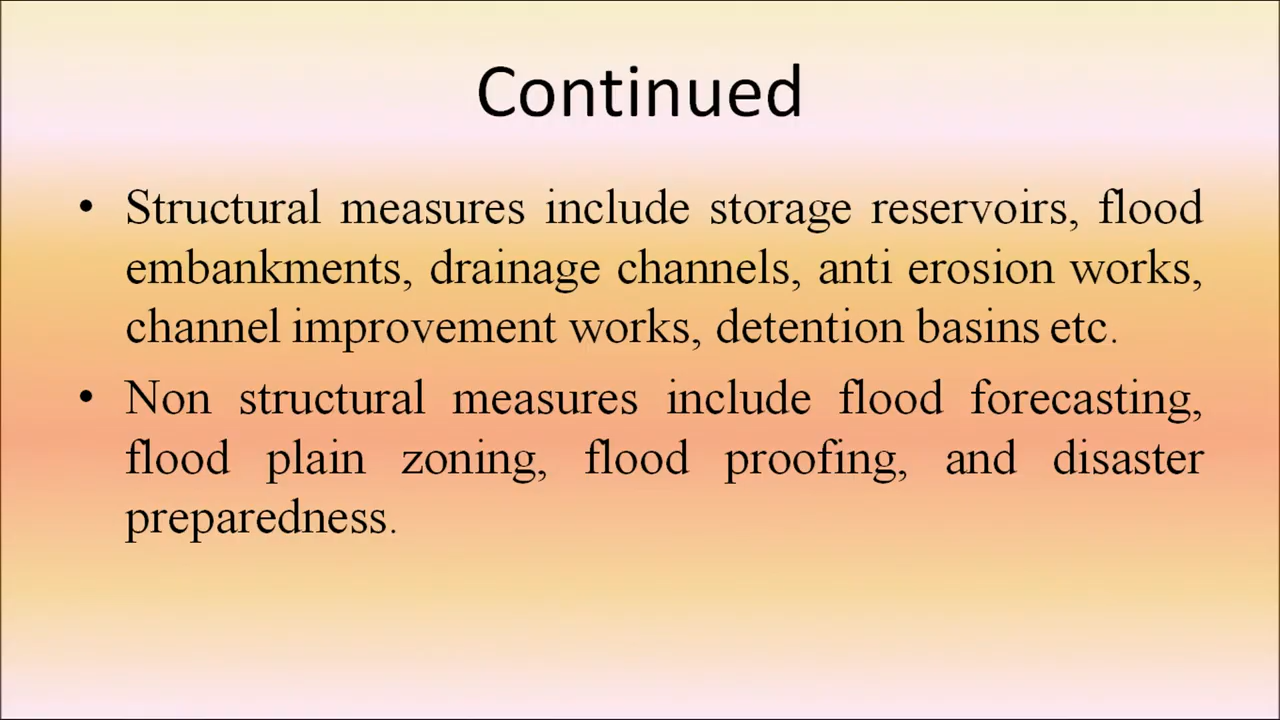 Continued
• Structural measures include storage reservoirs, flood
embankments, drainage channels, anti erosion works,
channel improvement works, detention basins etc.
• Non structural measures include flood forecasting,
flood plain zoning, flood proofing, and disaster
preparedness.